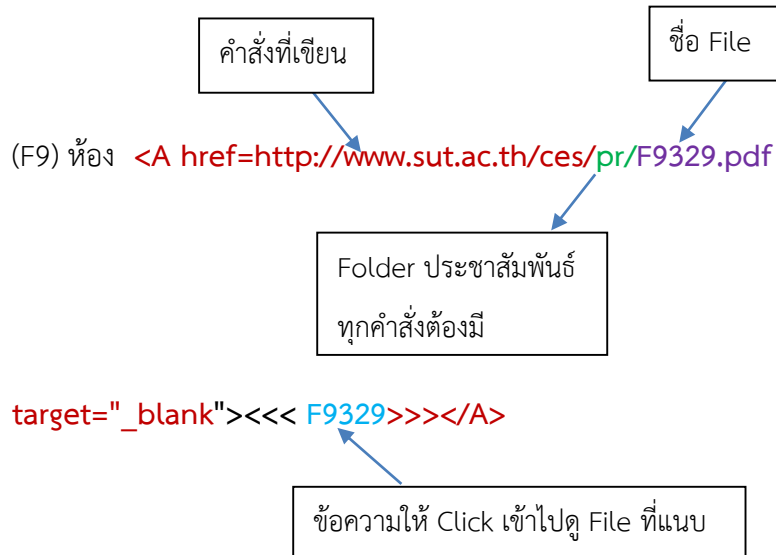 คำสั่งที่เขียน
ชื่อ File
(F9) ห้อง <A href=http://www.sut.ac.th/ces/pr/F9329.pdf
Folder ประชาสัมพันธ์
ทุกคำสั่งต้องมี
target="_blank"><<< F9329>>></A>
ข้อความให้ Click เข้าไปดู File ที่แนบ